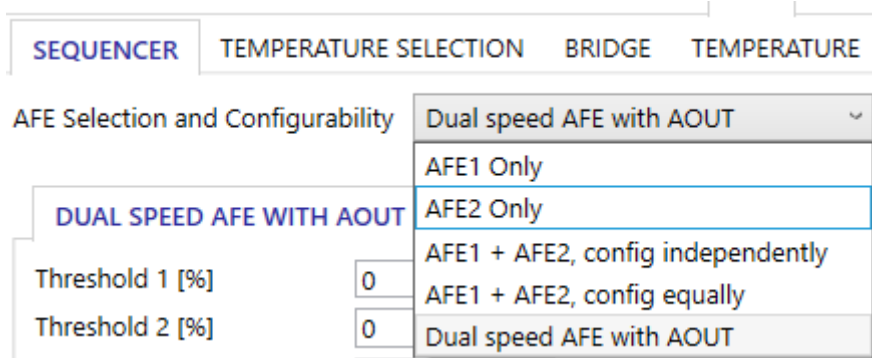 SEQUENCER TEMPERATURE SELECTION BRIDGE TEMPERATURE
AFE Selection and Configurability Dual speed AFE with AOUT
AFE1 Only
DUAL SPEED AFE WITH AOUT AFE2 Only
AFE1 + AFE2, config independently
Threshold 1 [%] 0
AFE1 + AFE2, config equally
Threshold 2 [%] 0
Dual speed AFE with AOUT